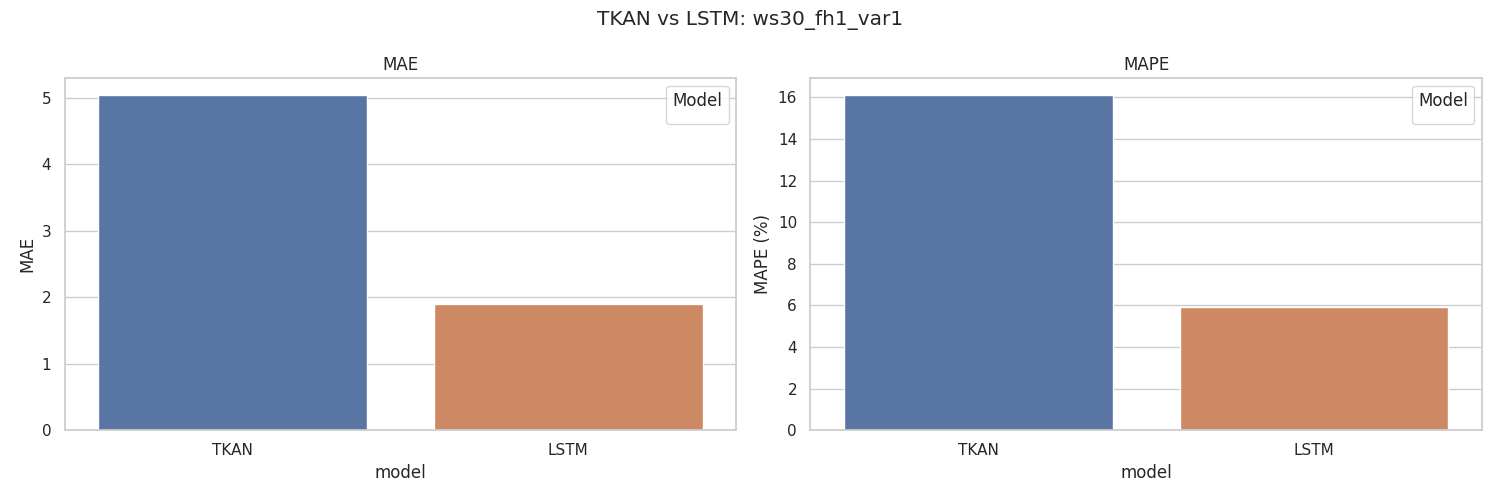 TKAN vs LSTM: ws30_fh1_var1
MAE
Model
5
4
3
2
1
0
MAE
TKAN
LSTM
model
MAPE
Model
16
14
12
10
8
6
4
2
0
MAPE (%)
TKAN
LSTM
model